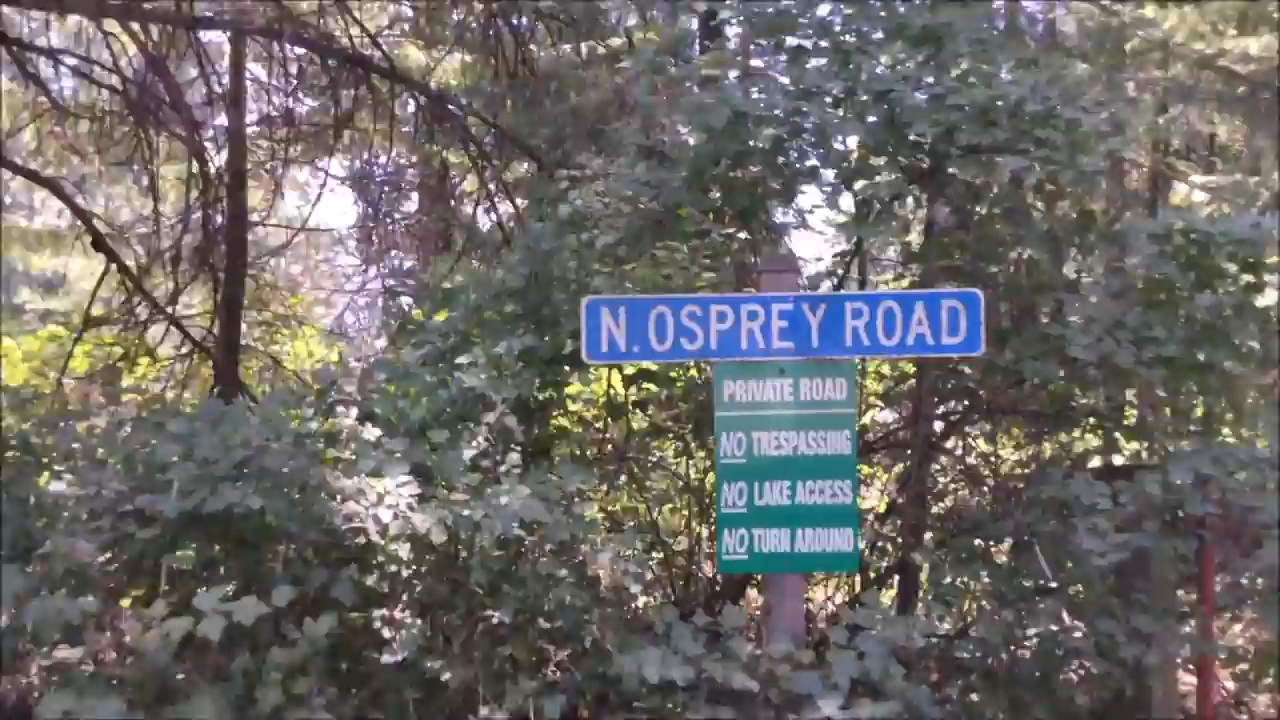 N. OSPREY ROAD
PRIVATE ROAD
NO TRESPASSING
NO LAKE ACCESS
NO TURN AROUND